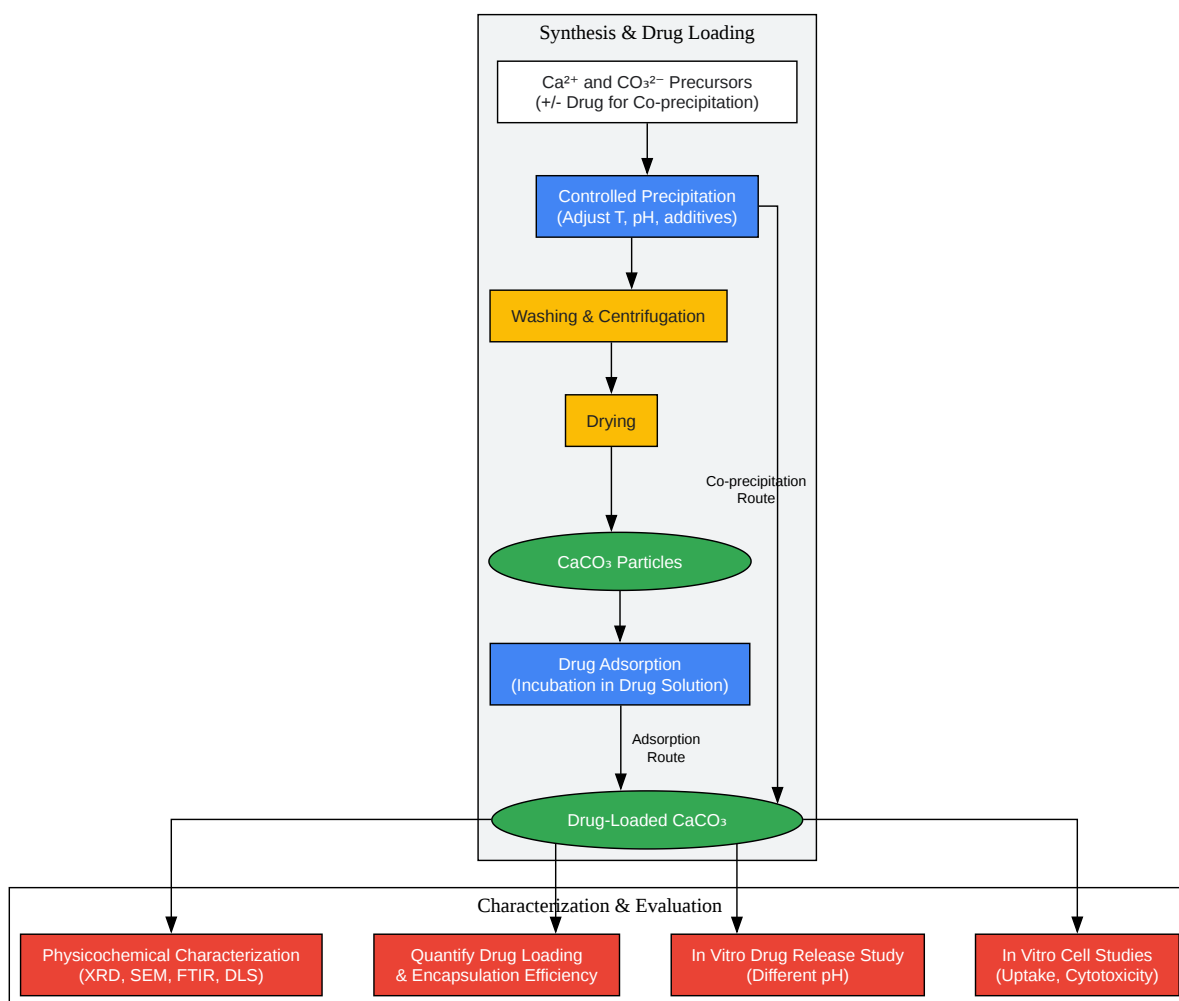 Synthesis & Drug Loading
Ca²⁺ and CO₃²⁻ Precursors
(+/- Drug for Co-precipitation)
Controlled Precipitation
(Adjust T, pH, additives)
Washing & Centrifugation
Drying
Co-precipitation
Route
CaCO₃ Particles
Drug Adsorption
(Incubation in Drug Solution)
Adsorption
Route
Drug-Loaded CaCO₃
Characterization & Evaluation
Physicochemical Characterization
(XRD, SEM, FTIR, DLS)
Quantify Drug Loading
& Encapsulation Efficiency
In Vitro Drug Release Study
(Different pH)
In Vitro Cell Studies
(Uptake, Cytotoxicity)